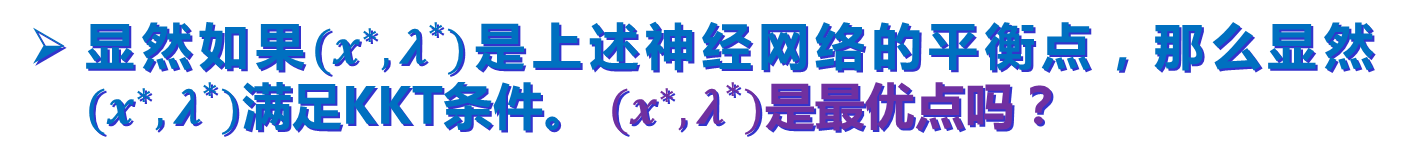 ➢ 显然如果(x*,λ*)是上述神经网络的平衡点，那么显然
(x*,λ*)满足KKT条件。 (x*,λ*)是最优点吗？